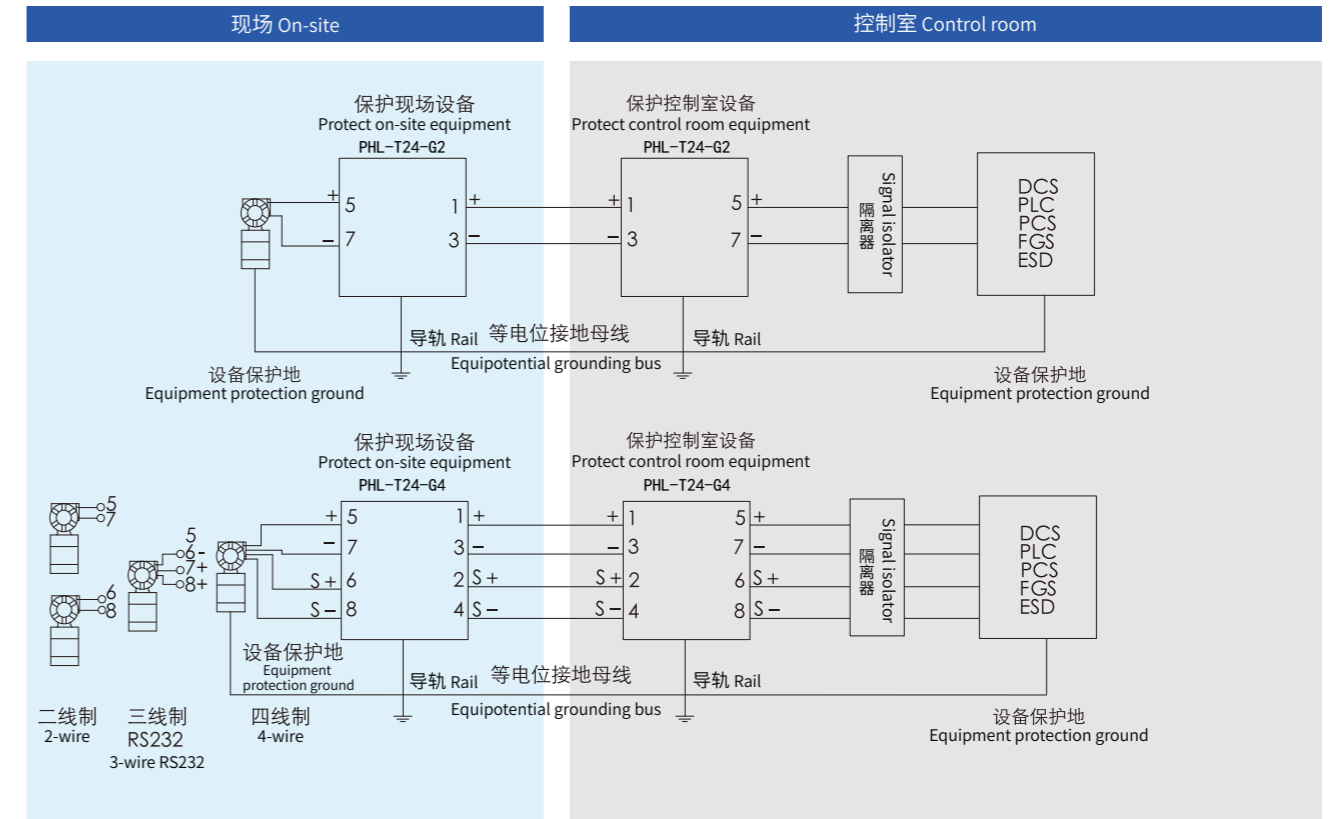 现场 On-site
控制室 Control room
保护现场设备
Protect on-site equipment
PHL-T24-G2
保护控制室设备
Protect control room equipment
PHL-T24-G2
+ 5 1 + + 1 5 +
− 7 3 − − 3 7 −
Signal isolator
隔离器
DCS
PLC
PCS
FGS
ESD
导轨 Rail
等电位接地母线
导轨 Rail
Equipotential grounding bus
设备保护地
Equipment protection ground
设备保护地
Equipment protection ground
保护现场设备
Protect on-site equipment
PHL-T24-G4
保护控制室设备
Protect control room equipment
PHL-T24-G4
5
7
6
8
5
6-
7+
8+
+ 5 1 + + 1 5 +
− 7 3 − − 3 7 −
S+ 6 2 S+ S+ 2 6 S+
S− 8 4 S− S− 4 8 S−
Signal isolator
隔离器
DCS
PLC
PCS
FGS
ESD
设备保护地
Equipment
protection ground
导轨 Rail
等电位接地母线
导轨 Rail
Equipotential grounding bus
设备保护地
Equipment protection ground
二线制
2-wire
三线制
RS232
3-wire RS232
四线制
4-wire